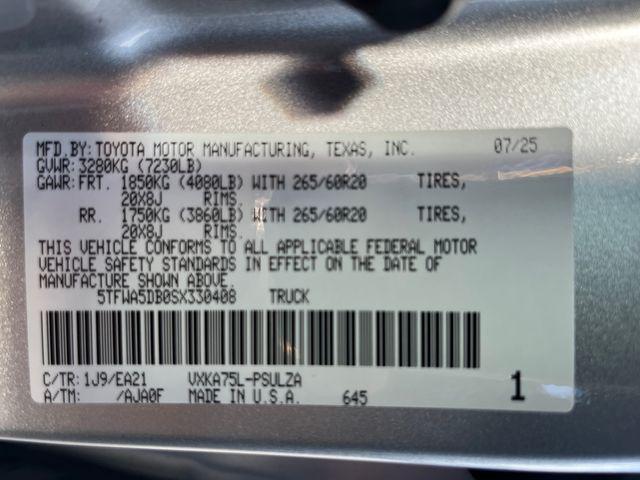 MFD.BY: TOYOTA MOTOR MANUFACTURING, TEXAS, INC. 07/25
GVWR: 3280KG (7230LB)
GAWR: FRT. 1850KG (4080LB) WITH 265/60R20 TIRES,
20X8J RIMS.
RR. 1750KG (3860LB) WITH 265/60R20 TIRES,
20X8J RIMS.
THIS VEHICLE CONFORMS TO ALL APPLICABLE FEDERAL MOTOR
VEHICLE SAFETY STANDARDS IN EFFECT ON THE DATE OF
MANUFACTURE SHOWN ABOVE.
5TFWA5DB0SX330408 TRUCK
C/TR: 1J9/EA21 VXKA75L-PSULZA
A/TM: /AJA0F MADE IN U.S.A. 645 1